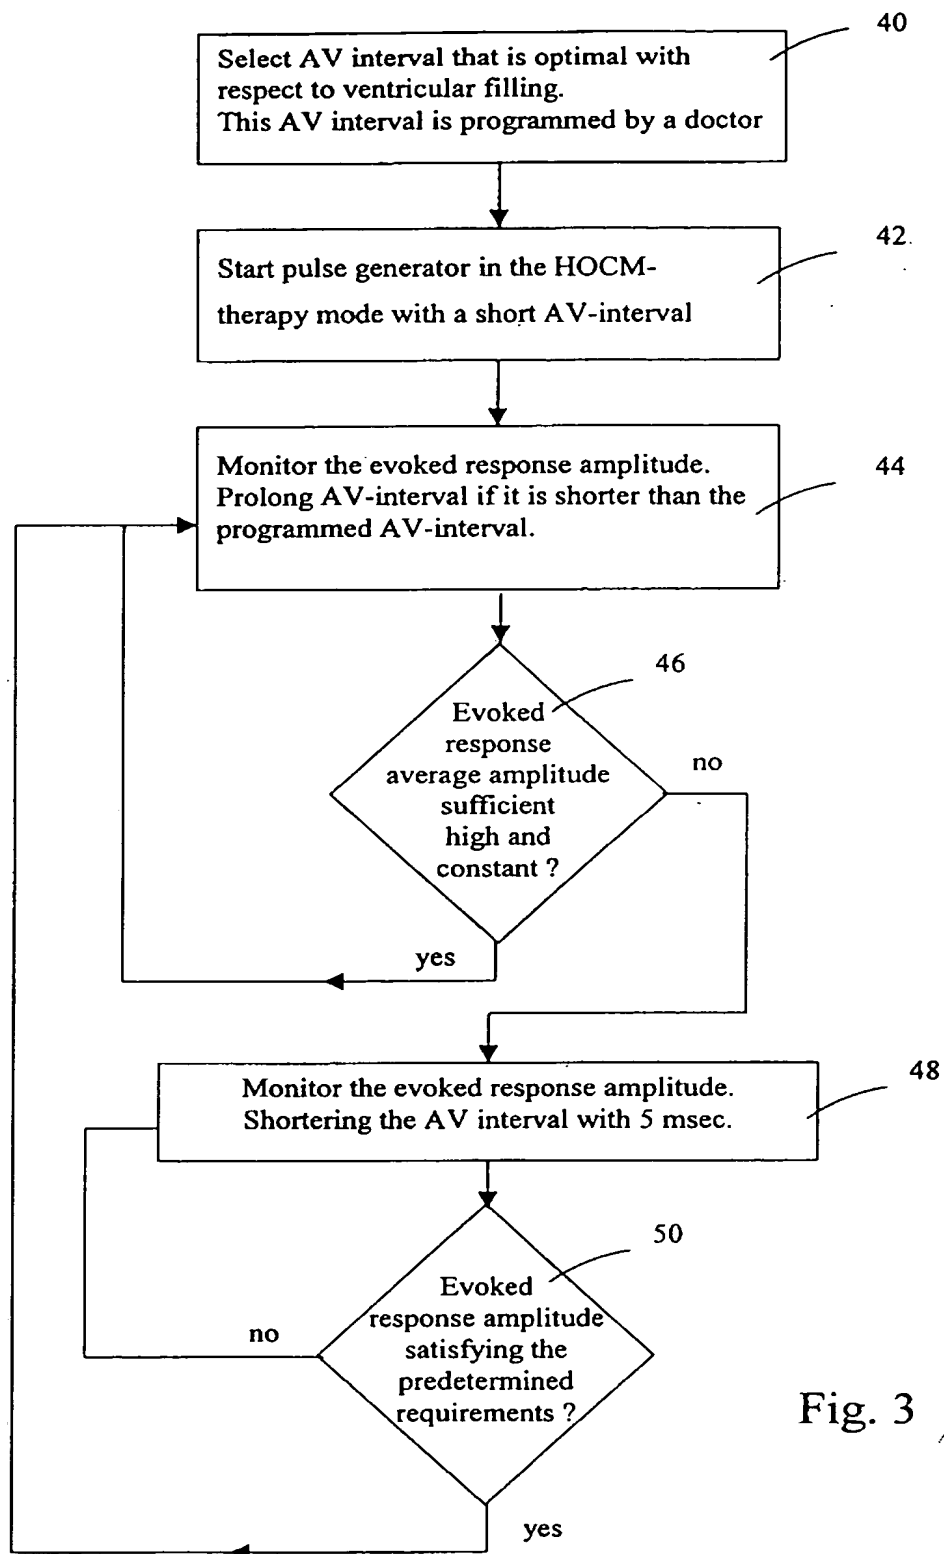 40
Select AV interval that is optimal with
respect to ventricular filling.
This AV interval is programmed by a doctor
42
Start pulse generator in the HOCM-
therapy mode with a short AV-interval
44
Monitor the evoked response amplitude.
Prolong AV-interval if it is shorter than the
programmed AV-interval.
46
Evoked
response
average amplitude
sufficient
high and
constant ?
no
yes
48
Monitor the evoked response amplitude.
Shortering the AV interval with 5 msec.
50
Evoked
response amplitude
satisfying the
predetermined
requirements ?
no
yes
Fig. 3